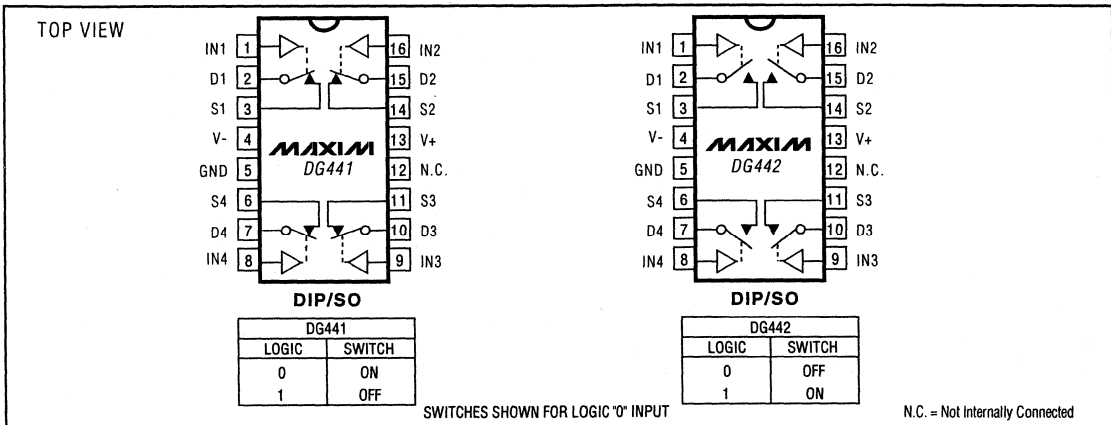 TOP VIEW
IN1 1 16 IN2
D1 2 15 D2
S1 3 14 S2
V- 4 13 V+
GND 5 12 N.C.
S4 6 11 S3
D4 7 10 D3
IN4 8 9 IN3
MAXIM
DG441
DIP/SO
DG441
LOGIC SWITCH
0 ON
1 OFF
IN1 1 16 IN2
D1 2 15 D2
S1 3 14 S2
V- 4 13 V+
GND 5 12 N.C.
S4 6 11 S3
D4 7 10 D3
IN4 8 9 IN3
MAXIM
DG442
DIP/SO
DG442
LOGIC SWITCH
0 OFF
1 ON
SWITCHES SHOWN FOR LOGIC "0" INPUT
N.C. = Not Internally Connected